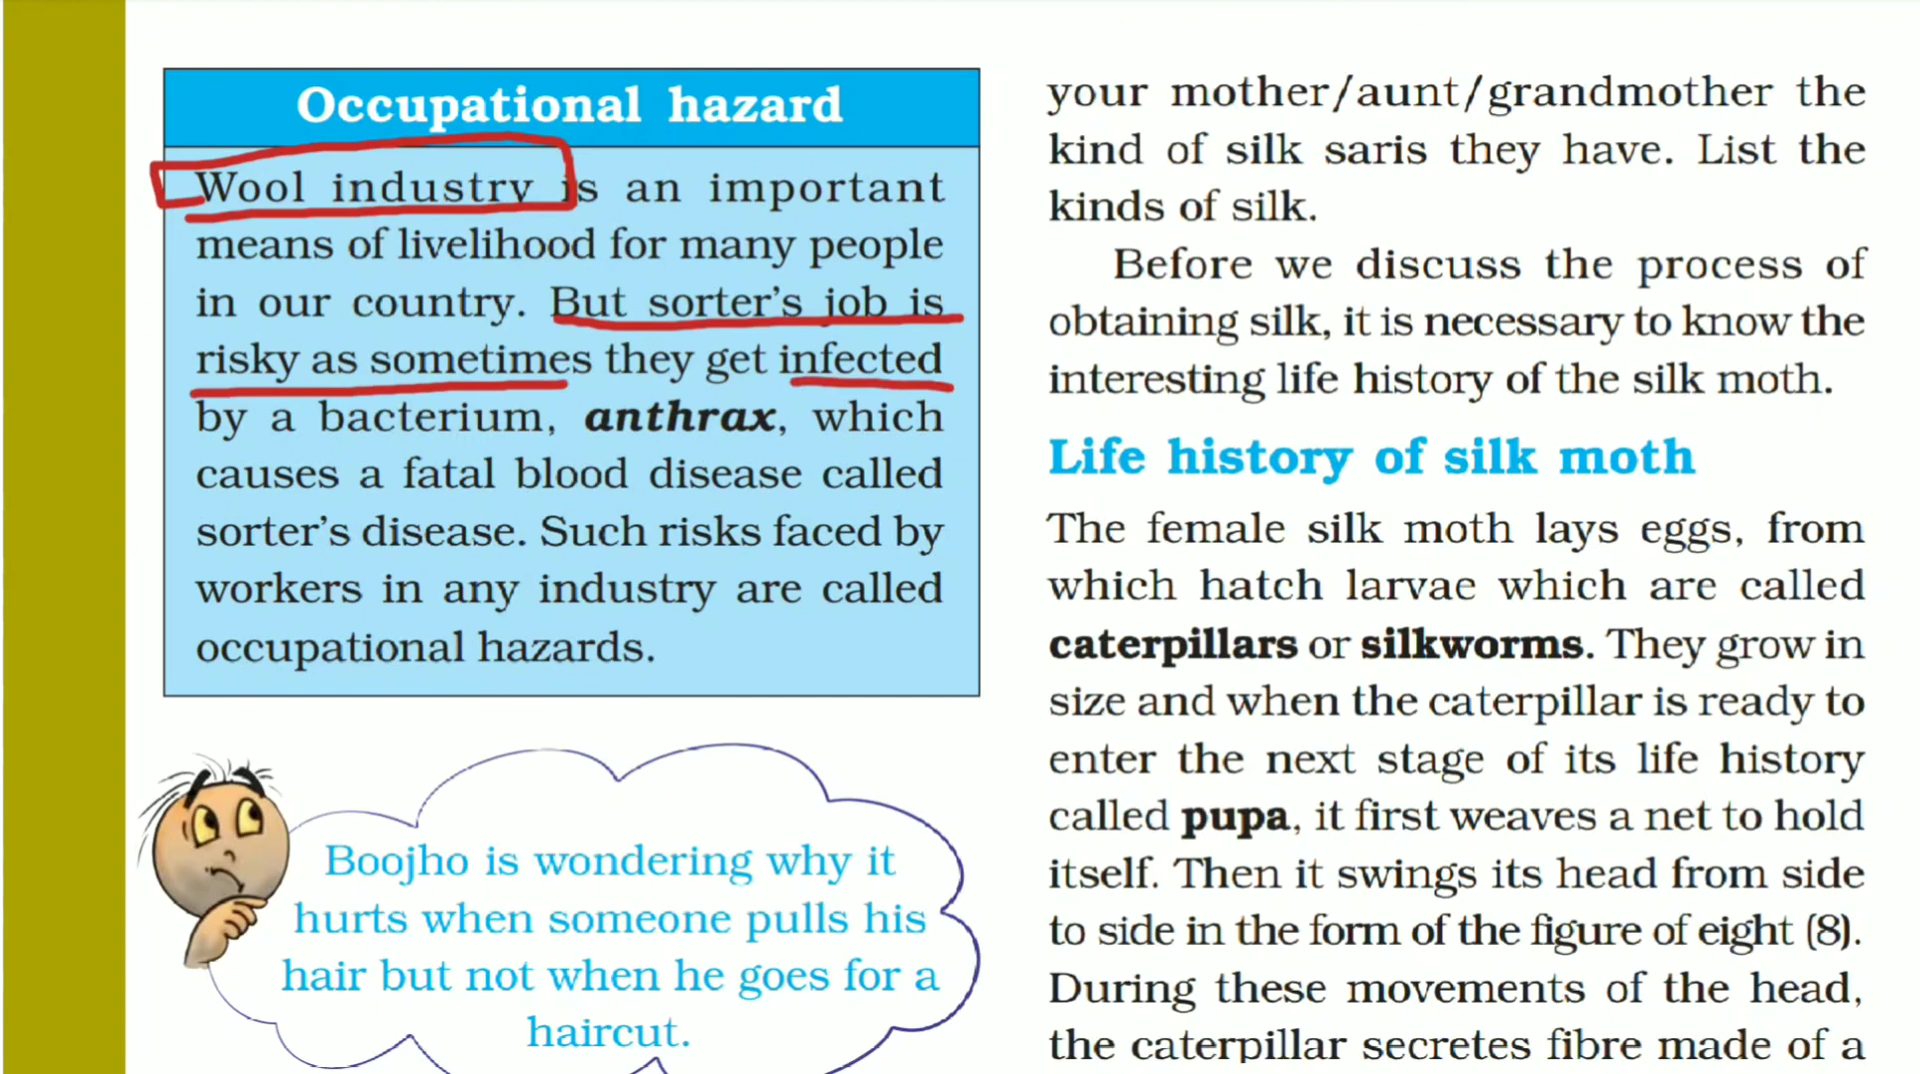 Occupational hazard
Wool industry is an important
means of livelihood for many people
in our country. But sorter’s job is
risky as sometimes they get infected
by a bacterium, anthrax, which
causes a fatal blood disease called
sorter’s disease. Such risks faced by
workers in any industry are called
occupational hazards.
Boojho is wondering why it
hurts when someone pulls his
hair but not when he goes for a
haircut.
your mother/aunt/grandmother the
kind of silk saris they have. List the
kinds of silk.
Before we discuss the process of
obtaining silk, it is necessary to know the
interesting life history of the silk moth.
Life history of silk moth
The female silk moth lays eggs, from
which hatch larvae which are called
caterpillars or silkworms. They grow in
size and when the caterpillar is ready to
enter the next stage of its life history
called pupa, it first weaves a net to hold
itself. Then it swings its head from side
to side in the form of the figure of eight (8).
During these movements of the head,
the caterpillar secretes fibre made of a